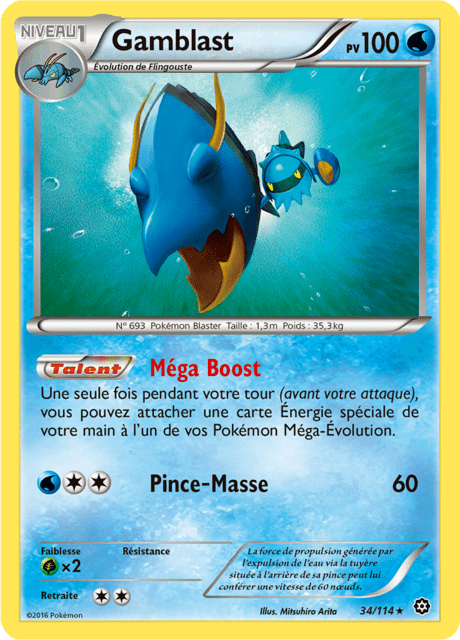 NIVEAU 1
Gamblast
PV 100
Évolution de Flingouste
N° 693 Pokémon Blaster Taille : 1,3m Poids : 35,3kg
Talent Méga Boost
Une seule fois pendant votre tour (avant votre attaque),
vous pouvez attacher une carte Énergie spéciale de
votre main à l'un de vos Pokémon Méga-Évolution.
Pince-Masse 60
Faiblesse Résistance
×2
Retraite
La force de propulsion générée par
l'expulsion de l'eau via la tuyère
située à l'arrière de sa pince peut lui
conférer une vitesse de 60 nœuds.
©2016 Pokémon
Illus. Mitsuhiro Arita
34/114 ★